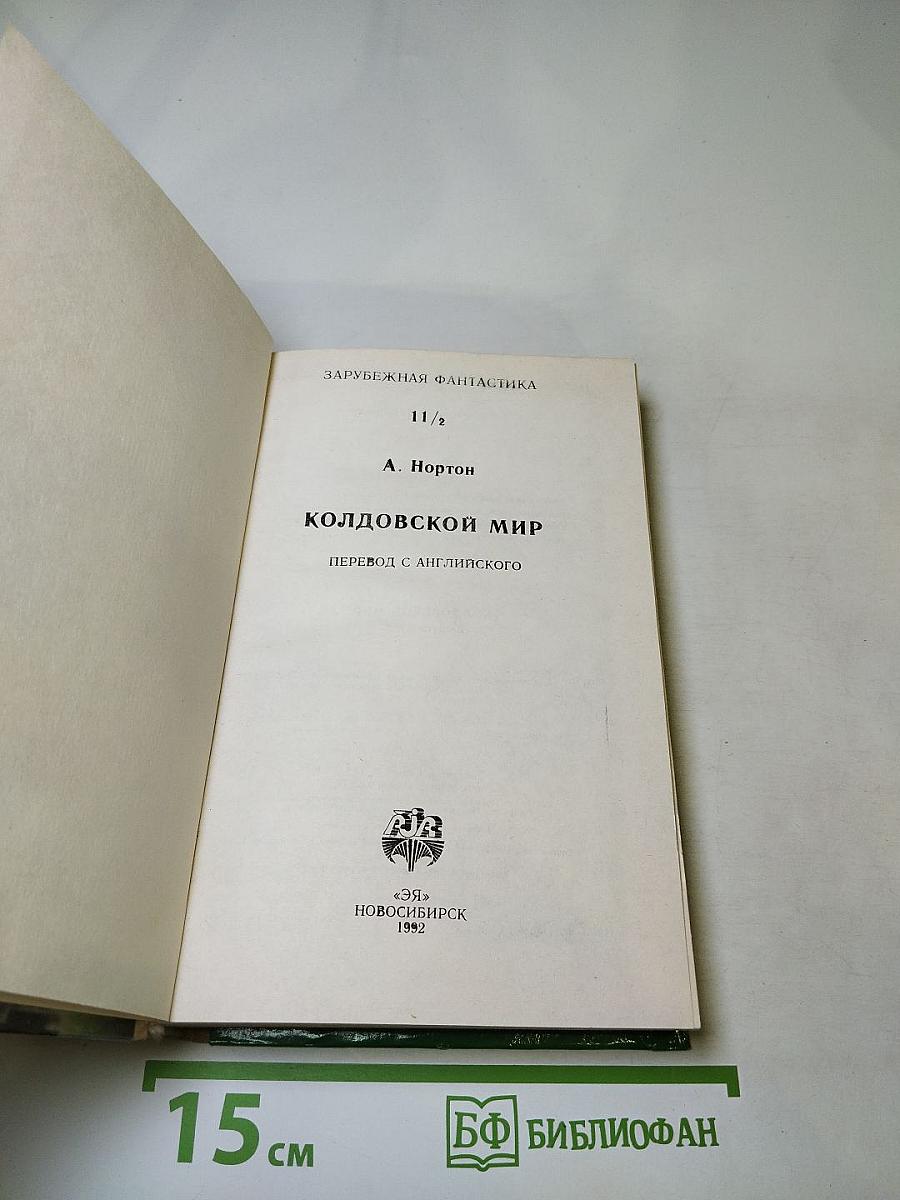 ЗАРУБЕЖНАЯ ФАНТАСТИКА
11/2
А. Нортон
КОЛДОВСКОЙ МИР
ПЕРЕВОД С АНГЛИЙСКОГО
«ЭЯ»
НОВОСИБИРСК
1992
15 см
БФ БИБЛИОФАН